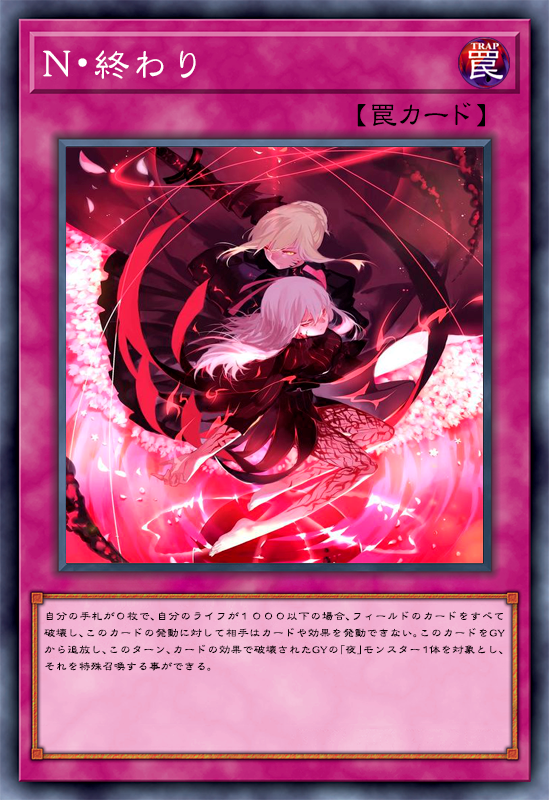 N・終わり
TRAP
罠
【罠カード】
自分の手札が０枚で、自分のライフが１０００以下の場合、フィールドのカードをすべて
破壊し、このカードの発動に対して相手はカードや効果を発動できない。このカードをGY
から追放し、このターン、カードの効果で破壊されたGYの「夜」モンスター1体を対象とし、
それを特殊召喚する事ができる。